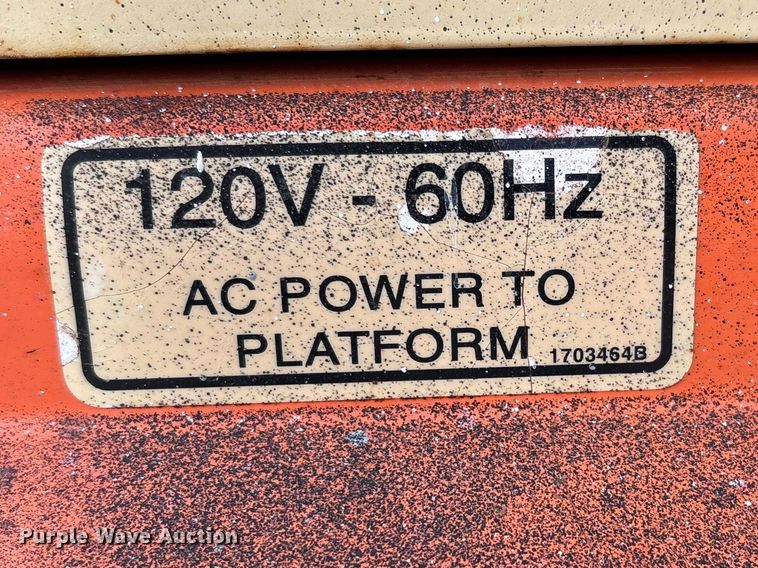 120V - 60Hz
AC POWER TO
PLATFORM 1703464B
Purple Wave Auction